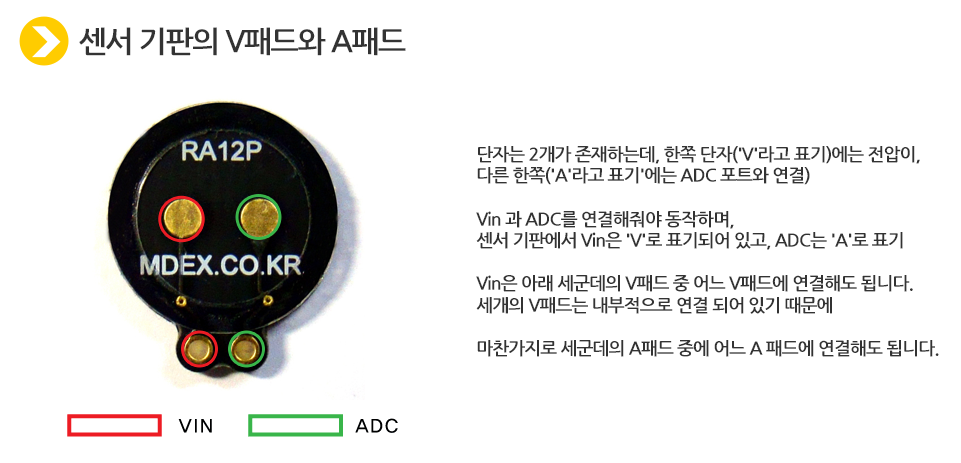 센서 기판의 V패드와 A패드
RA12P
MDEX.CO.KR
VIN
ADC
단자는 2개가 존재하는데, 한쪽 단자('V'라고 표기)에는 전압이,
다른 한쪽('A'라고 표기'에는 ADC 포트와 연결)
Vin 과 ADC를 연결해줘야 동작하며,
센서 기판에서 Vin은 'V'로 표기되어 있고, ADC는 'A'로 표기
Vin은 아래 세군데의 V패드 중 어느 V패드에 연결해도 됩니다.
세개의 V패드는 내부적으로 연결 되어 있기 때문에
마찬가지로 세군데의 A패드 중에 어느 A 패드에 연결해도 됩니다.